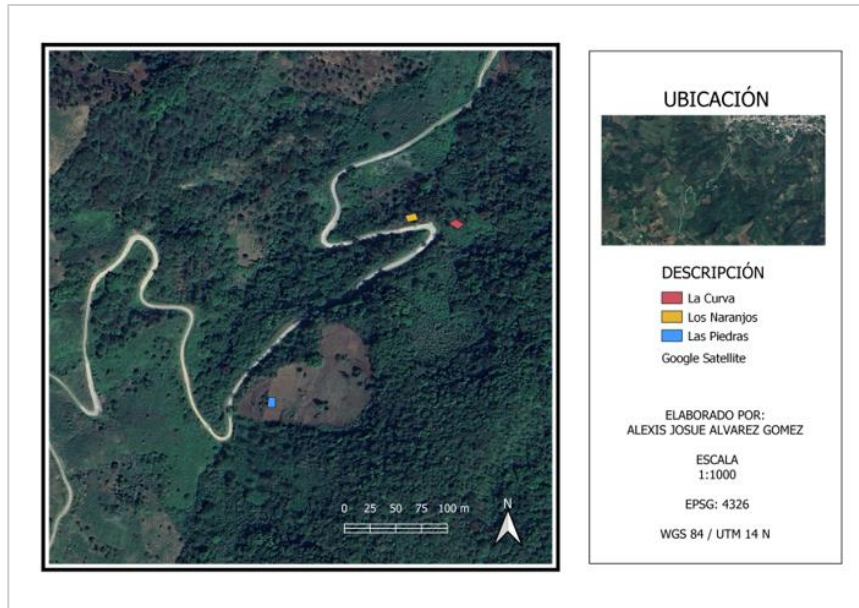 UBICACIÓN
DESCRIPCIÓN
La Curva
Los Naranjos
Las Piedras
Google Satellite
ELABORADO POR:
ALEXIS JOSUE ALVAREZ GOMEZ
ESCALA
1:1000
EPSG: 4326
WGS 84 / UTM 14 N
0 25 50 75 100 m
N